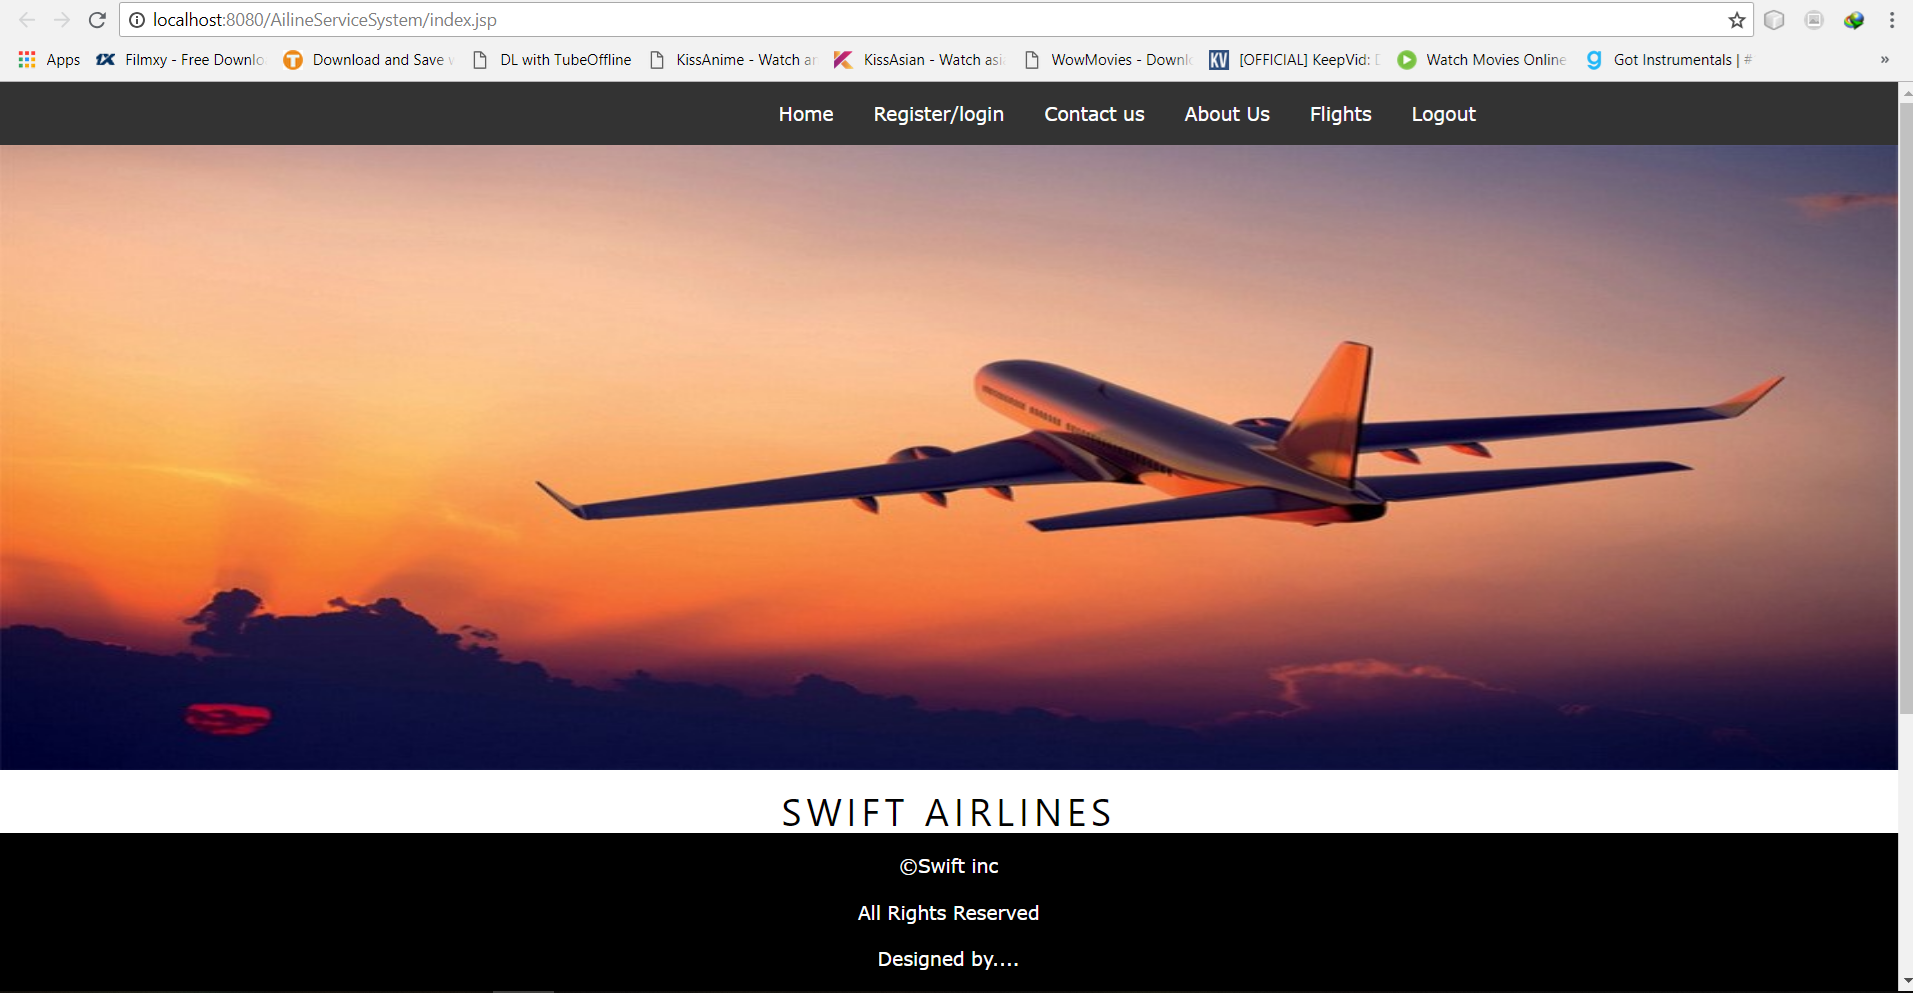 localhost:8080/AilineServiceSystem/index.jsp
Apps Filmxy - Free Downlo Download and Save DL with TubeOffline KissAnime - Watch KissAsian - Watch asi WowMovies - Downl KV [OFFICIAL] KeepVid: Watch Movies Online g Got Instrumentals | # »
Home Register/login Contact us About Us Flights Logout
SWIFT AIRLINES
©Swift inc
All Rights Reserved
Designed by....